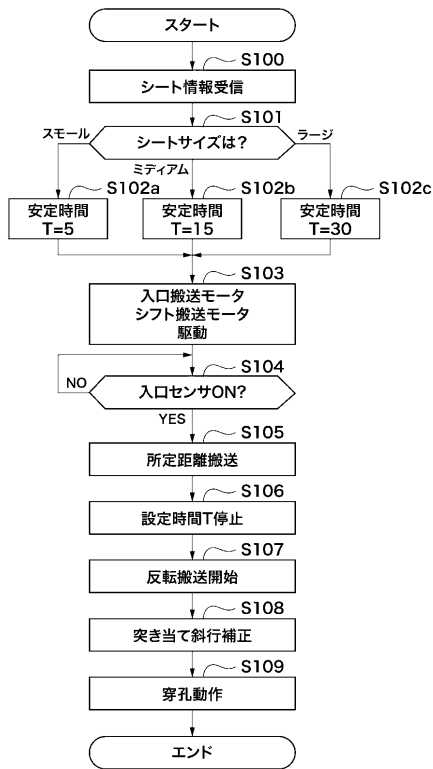 スタート
S100
シート情報受信
S101
スモール
シートサイズは？
ラージ
ミディアム
S102a
S102b
S102c
安定時間
T=5
安定時間
T=15
安定時間
T=30
S103
入口搬送モータ
シフト搬送モータ
駆動
S104
NO
入口センサON?
YES
S105
所定距離搬送
S106
設定時間T停止
S107
反転搬送開始
S108
突き当て斜行補正
S109
穿孔動作
エンド